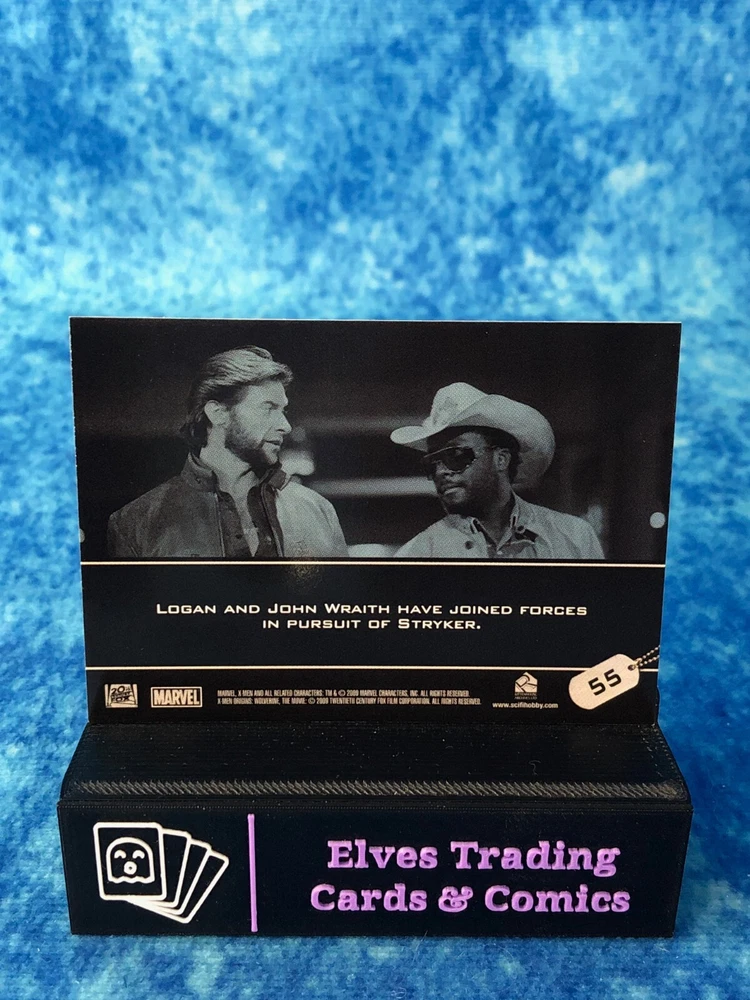 LOGAN AND JOHN WRAITH HAVE JOINED FORCES
IN PURSUIT OF STRYKER.
20
FOX
MARVEL
MARVEL, X-MEN AND ALL RELATED CHARACTERS: TM & © 2009 MARVEL CHARACTERS, INC. ALL RIGHTS RESERVED.
X-MEN ORIGINS: WOLVERINE, THE MOVIE: © 2009 TWENTIETH CENTURY FOX FILM CORPORATION. ALL RIGHTS RESERVED.
www.scifihobby.com
55
Elves Trading
Cards & Comics